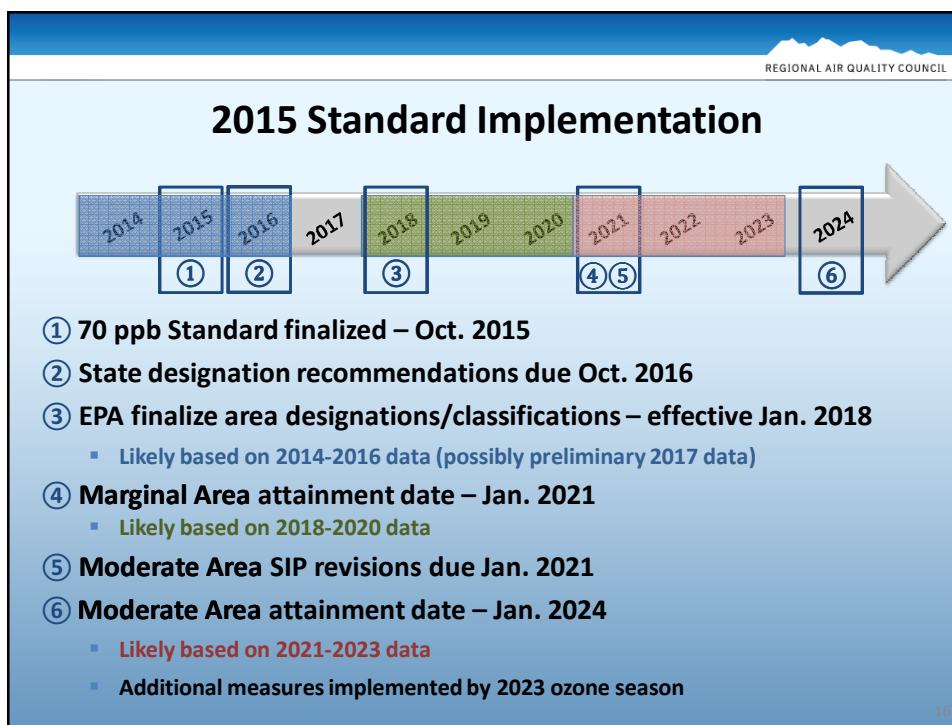 REGIONAL AIR QUALITY COUNCIL
2015 Standard Implementation
2014 2015 2016 2017 2018 2019 2020 2021 2022 2023 2024
① ② ③ ④⑤ ⑥
① 70 ppb Standard finalized – Oct. 2015
② State designation recommendations due Oct. 2016
③ EPA finalize area designations/classifications – effective Jan. 2018
▪ Likely based on 2014-2016 data (possibly preliminary 2017 data)
④ Marginal Area attainment date – Jan. 2021
▪ Likely based on 2018-2020 data
⑤ Moderate Area SIP revisions due Jan. 2021
⑥ Moderate Area attainment date – Jan. 2024
▪ Likely based on 2021-2023 data
▪ Additional measures implemented by 2023 ozone season